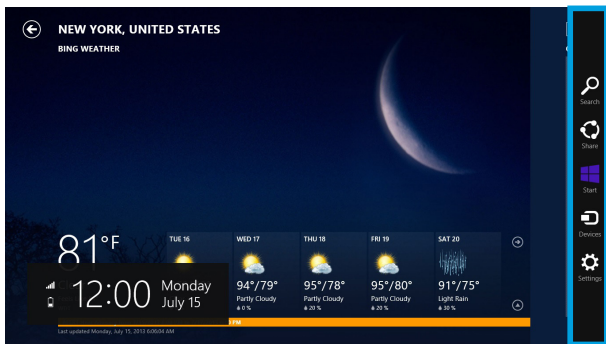 NEW YORK, UNITED STATES
BING WEATHER
Search
Share
Start
Devices
Settings
81°F
TUE 16
WED 17
94°/79°
Partly Cloudy
0 %
THU 18
95°/78°
Partly Cloudy
20 %
FRI 19
95°/80°
Partly Cloudy
20 %
SAT 20
91°/75°
Light Rain
30 %
12:00
Monday
July 15
PM
Last updated Monday, July 15, 2013 6:06:04 AM